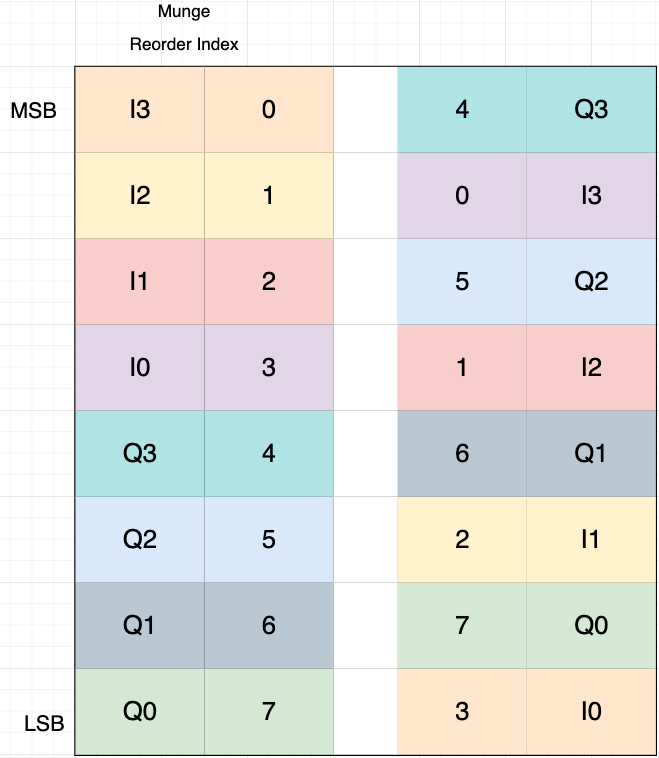 Munge
Reorder Index
MSB I3 0 4 Q3
I2 1 0 I3
I1 2 5 Q2
I0 3 1 I2
Q3 4 6 Q1
Q2 5 2 I1
Q1 6 7 Q0
LSB Q0 7 3 I0